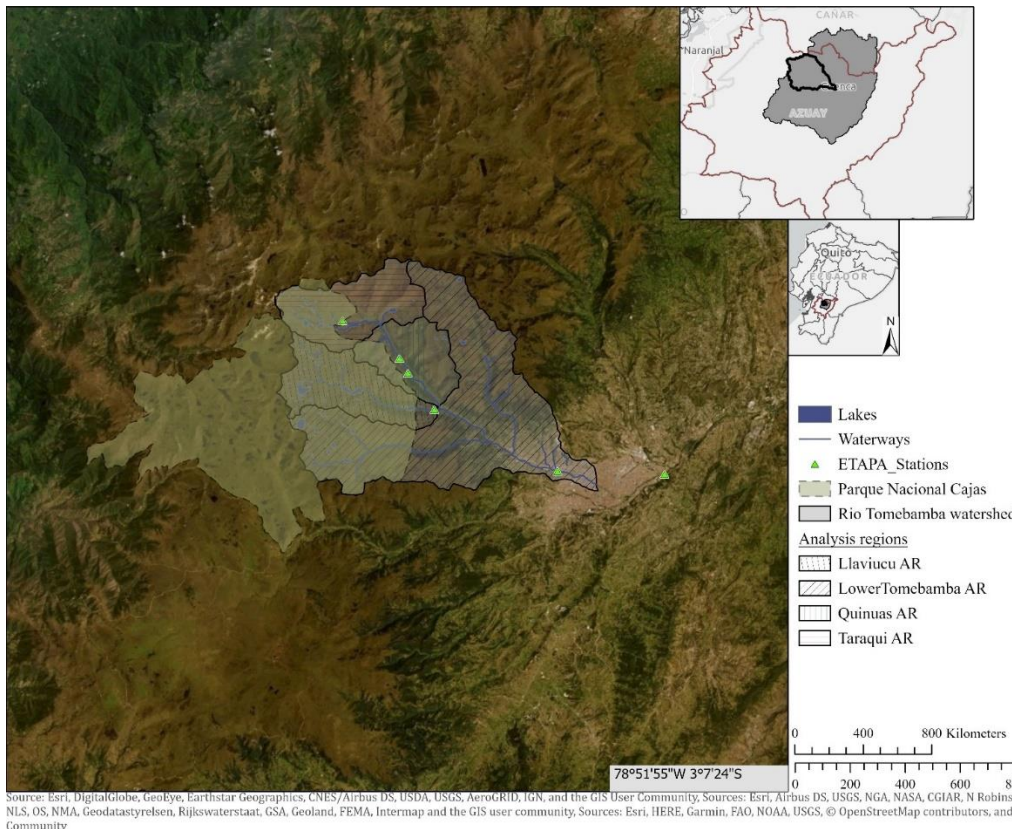 CAÑAR
Naranjal
enca
AZUAY
Quito
ECUADOR
N
Lakes
Waterways
ETAPA_Stations
Parque Nacional Cajas
Rio Tomebamba watershed
Analysis regions
Llaviucu AR
LowerTomebamba AR
Quinuas AR
Taraqui AR
0 400 800 Kilometers
0 200 400 600 80
78°51'55"W 3°7'24"S
Source: Esri, DigitalGlobe, GeoEye, Earthstar Geographics, CNES/Airbus DS, USDA, USGS, AeroGRID, IGN, and the GIS User Community, Sources: Esri, Airbus DS, USGS, NGA, NASA, CGIAR, N Robins
NLS, OS, NMA, Geodatastyrelsen, Rijkswaterstaat, GSA, Geoland, FEMA, Intermap and the GIS user community, Sources: Esri, HERE, Garmin, FAO, NOAA, USGS, © OpenStreetMap contributors, and
Community